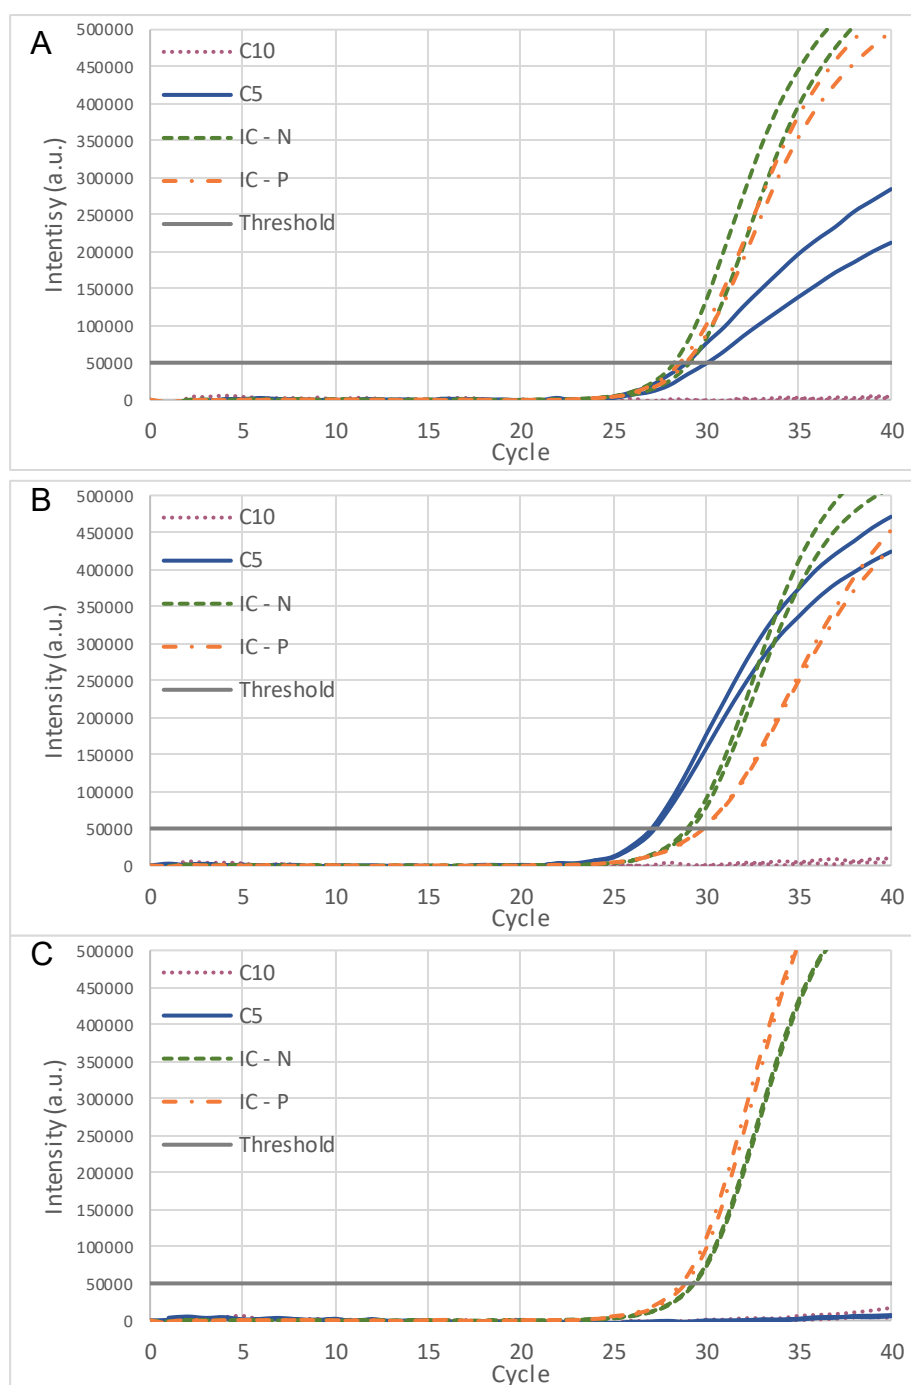 A
500000
450000
400000
350000
300000
250000
200000
150000
100000
50000
0
Intentisy (a.u.)
C10
C5
IC - N
IC - P
Threshold
0 5 10 15 20 25 30 35 40
Cycle
B
500000
450000
400000
350000
300000
250000
200000
150000
100000
50000
0
Intensity (a.u.)
C10
C5
IC - N
IC - P
Threshold
0 5 10 15 20 25 30 35 40
Cycle
C
500000
450000
400000
350000
300000
250000
200000
150000
100000
50000
0
Intensity (a.u.)
C10
C5
IC - N
IC - P
Threshold
0 5 10 15 20 25 30 35 40
Cycle